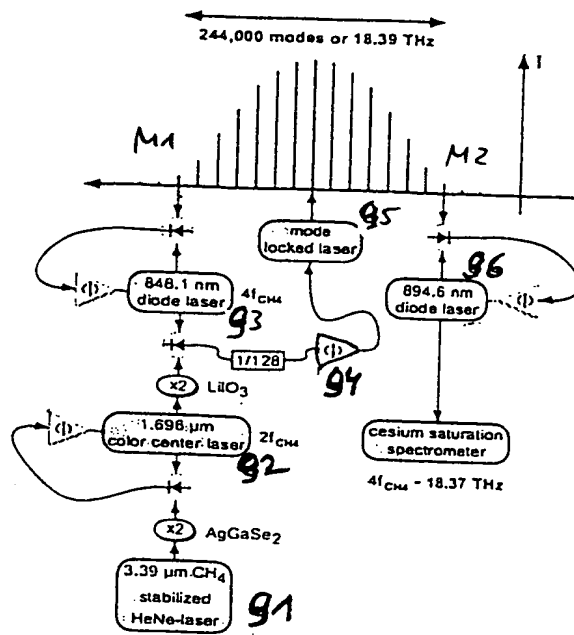 244,000 modes or 18.39 THz
I
M1
M2
g5
mode
locked laser
g6
848.1 nm
diode laser
4fCH4
g3
894.6 nm
diode laser
1/128
Φ
g4
x2
LiIO3
Φ
1.696 µm
color center laser
2fCH4
g2
cesium saturation
spectrometer
4fCH4 - 18.37 THz
x2
AgGaSe2
3.39 µm CH4
stabilized
HeNe-laser
g1
Φ
Φ